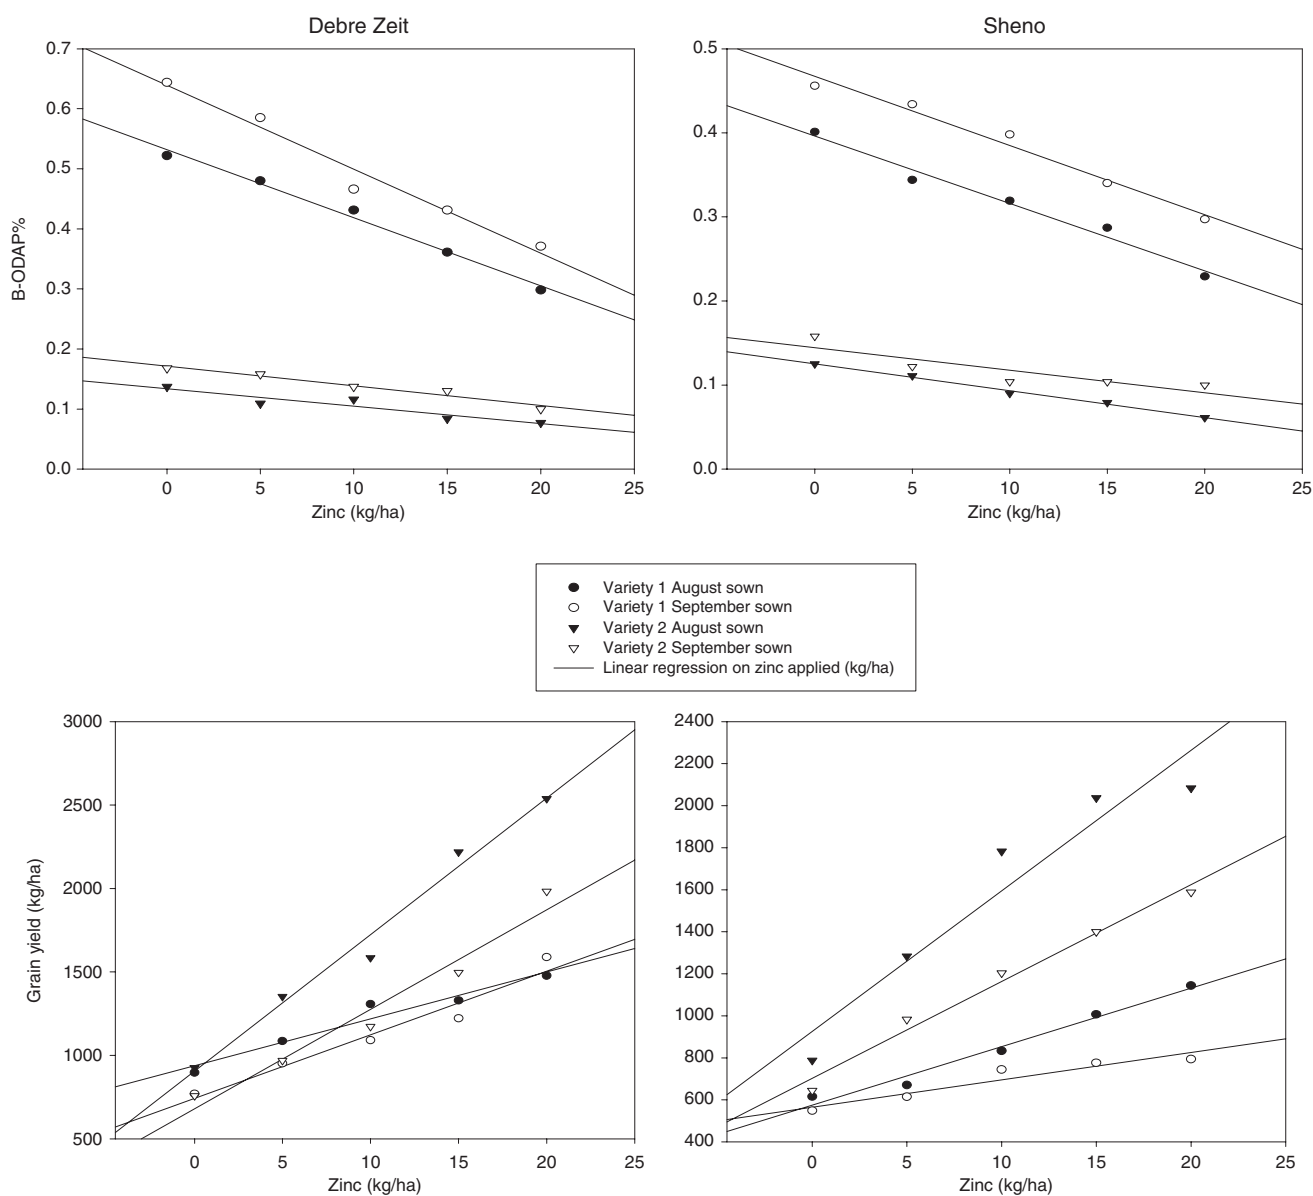 Debre Zeit
Sheno
0.7
0.6
0.5
0.4
0.3
0.2
0.1
0.0
B-ODAP%
0 5 10 15 20 25
Zinc (kg/ha)
0.5
0.4
0.3
0.2
0.1
0.0
0 5 10 15 20 25
Zinc (kg/ha)
Variety 1 August sown
Variety 1 September sown
Variety 2 August sown
Variety 2 September sown
Linear regression on zinc applied (kg/ha)
3000
2500
2000
1500
1000
500
Grain yield (kg/ha)
0 5 10 15 20 25
Zinc (kg/ha)
2400
2200
2000
1800
1600
1400
1200
1000
800
600
400
0 5 10 15 20 25
Zinc (kg/ha)